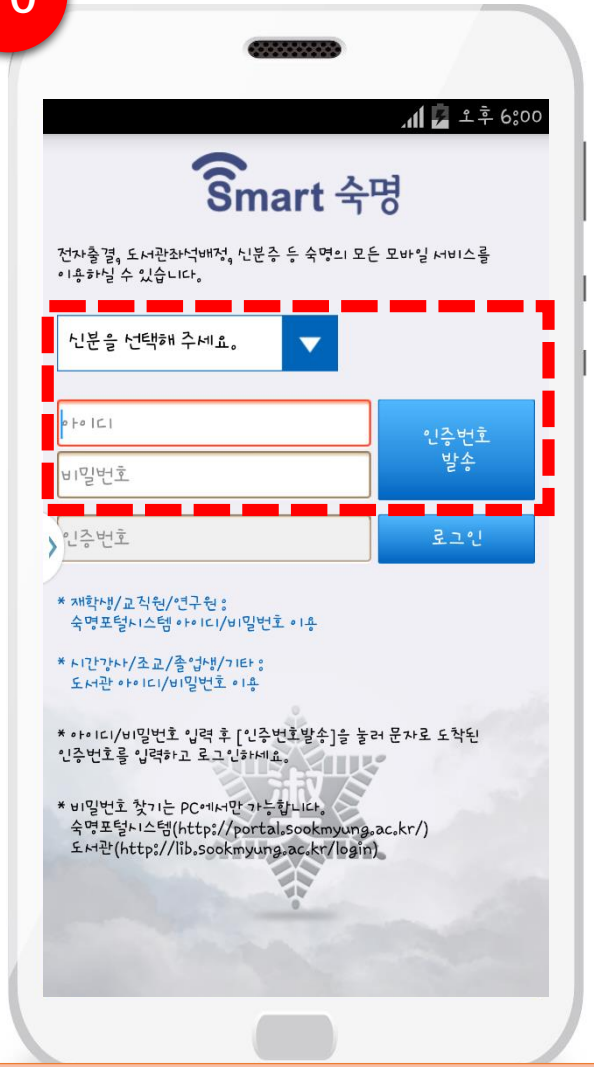 0
오후 6:00
Smart 숙명
전자출결, 도서관좌석배정, 신분증 등 숙명의 모든 모바일 서비스를
이용하실 수 있습니다.
신분을 선택해 주세요.
아이디
인증번호
발송
비밀번호
인증번호
로그인
* 재학생/교직원/연구원 :
숙명포털시스템 아이디/비밀번호 이용
* 시간강사/조교/졸업생/기타 :
도서관 아이디/비밀번호 이용
* 아이디/비밀번호 입력 후 [인증번호발송]을 눌러 문자로 도착된
인증번호를 입력하고 로그인하세요.
淑
* 비밀번호 찾기는 PC에서만 가능합니다.
숙명포털시스템(http://portal.sookmyung.ac.kr/)
도서관(http://lib.sookmyung.ac.kr/login)